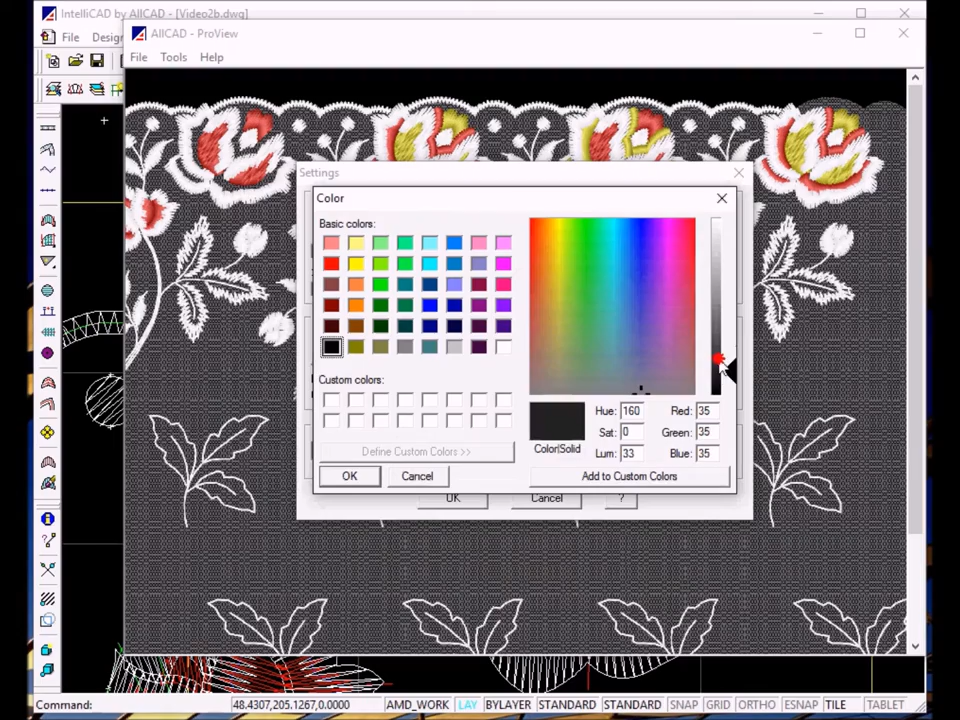 IntelliCAD by AIICAD - [Video2b.dwg]
AIICAD - ProView
File Design
File Tools Help
Settings
Color
Basic colors:
Custom colors:
Define Custom Colors >>
Hue: 160 Red: 35
Sat: 0 Green: 35
Color|Solid Lum: 33 Blue: 35
OK Cancel Add to Custom Colors
OK Cancel ?
Command: 48.4307,205.1267,0.0000 AMD_WORK LAY BYLAYER STANDARD STANDARD SNAP GRID ORTHO ESNAP TILE TABLET